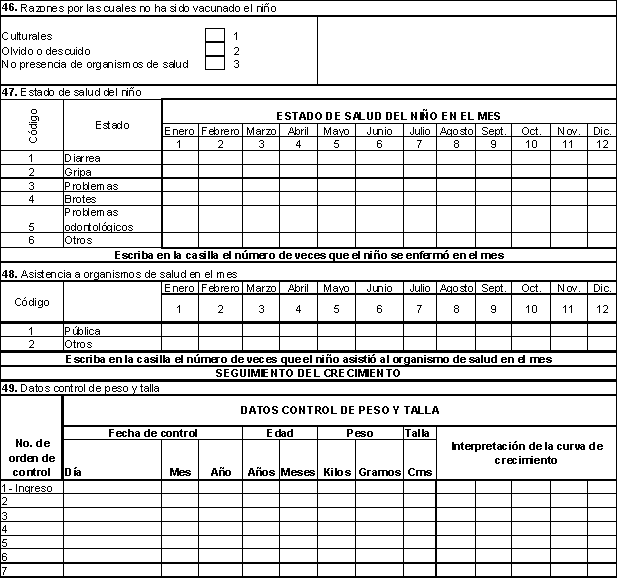 46. Razones por las cuales no ha sido vacunado el niño
Culturales 1
Olvido o descuido 2
No presencia de organismos de salud 3
47. Estado de salud del niño
Código Estado ESTADO DE SALUD DEL NIÑO EN EL MES
Enero Febrero Marzo Abril Mayo Junio Julio Agosto Sept. Oct. Nov. Dic.
1 2 3 4 5 6 7 8 9 10 11 12
1 Diarrea
2 Gripa
3 Problemas
4 Brotes
5 Problemas odontológicos
6 Otros
Escriba en la casilla el número de veces que el niño se enfermó en el mes
48. Asistencia a organismos de salud en el mes
Código Enero Febrero Marzo Abril Mayo Junio Julio Agosto Sept. Oct. Nov. Dic.
1 2 3 4 5 6 7 8 9 10 11 12
1 Pública
2 Otros
Escriba en la casilla el número de veces que el niño asistió al organismo de salud en el mes
SEGUIMIENTO DEL CRECIMIENTO
49. Datos control de peso y talla
DATOS CONTROL DE PESO Y TALLA
No. de orden de control Fecha de control Edad Peso Talla Interpretación de la curva de crecimiento
Día Mes Año Años Meses Kilos Gramos Cms
1 - Ingreso
2
3
4
5
6
7